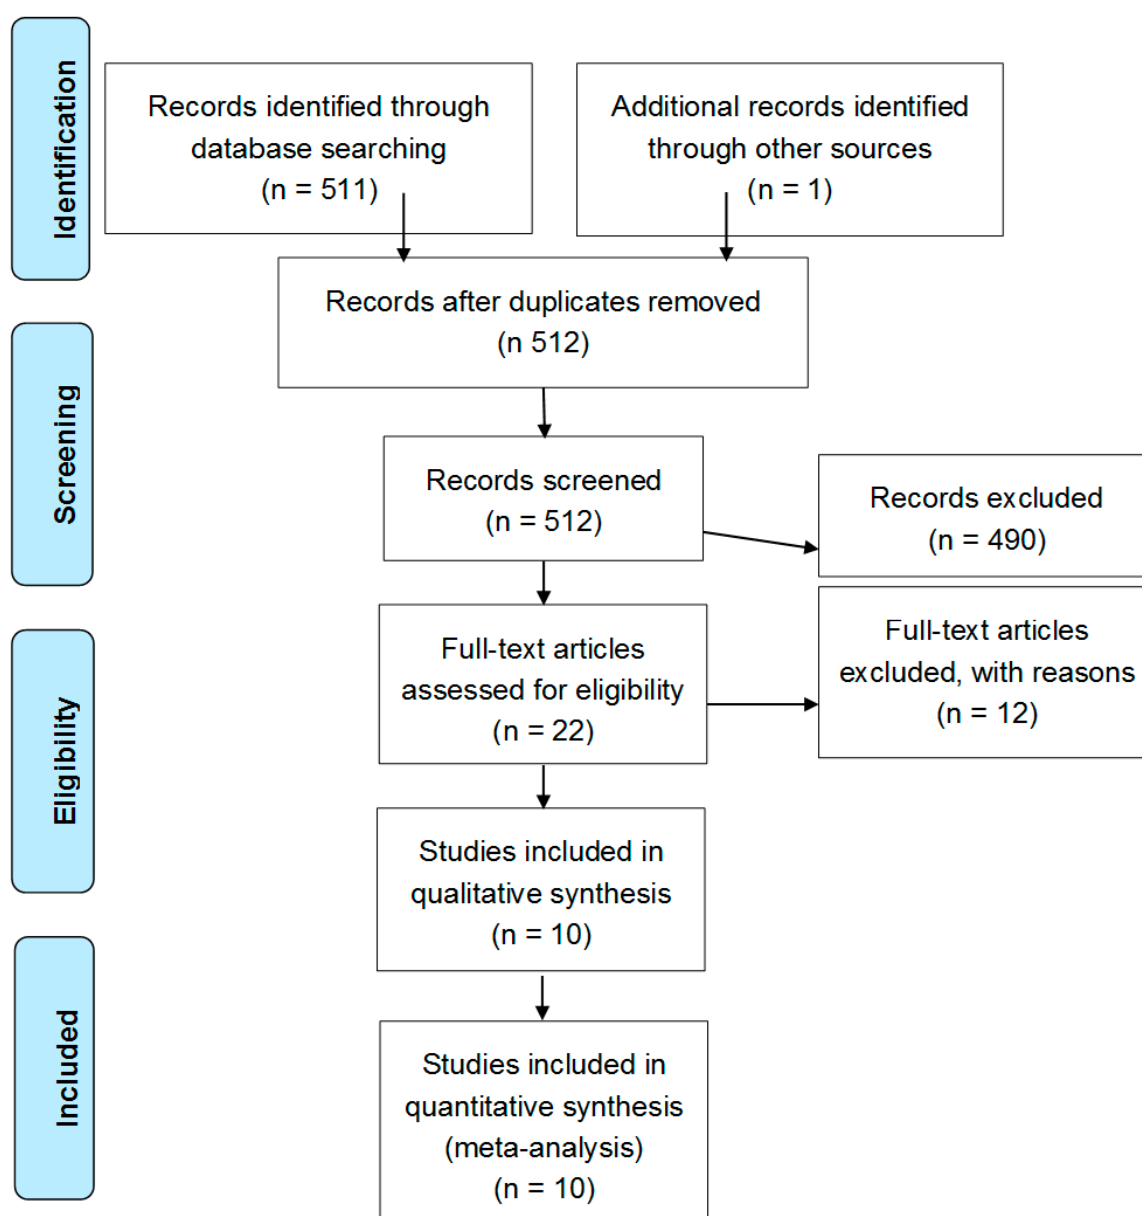 Identification
Records identified through
database searching
(n = 511)
Additional records identified
through other sources
(n = 1)
Records after duplicates removed
(n 512)
Screening
Records screened
(n = 512)
Records excluded
(n = 490)
Full-text articles
assessed for eligibility
(n = 22)
Full-text articles
excluded, with reasons
(n = 12)
Eligibility
Studies included in
qualitative synthesis
(n = 10)
Included
Studies included in
quantitative synthesis
(meta-analysis)
(n = 10)